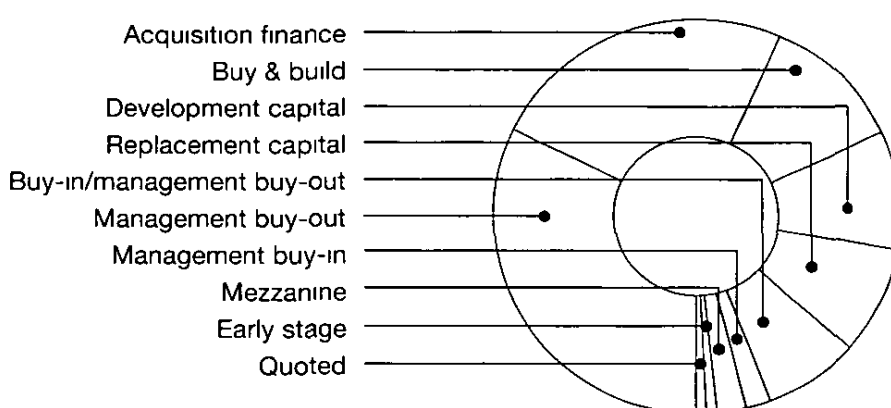 Acquisition finance
Buy & build
Development capital
Replacement capital
Buy-in/management buy-out
Management buy-out
Management buy-in
Mezzanine
Early stage
Quoted